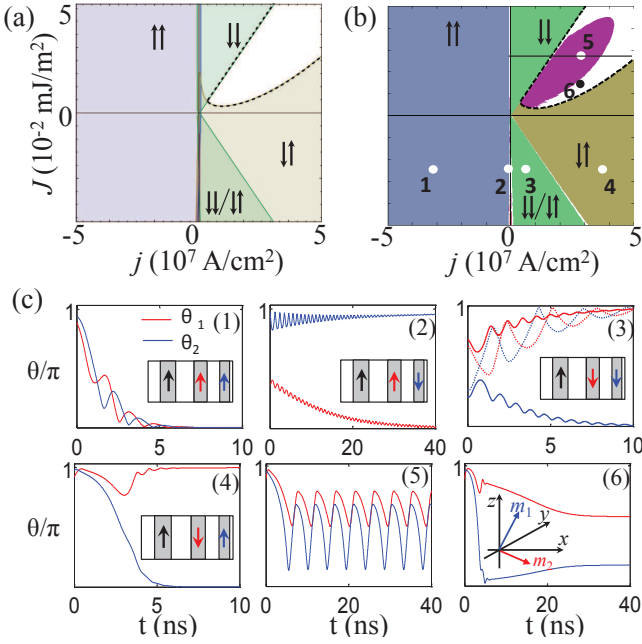 (a)
(b)
5
0
-5
0
5
J (10⁻² mJ/m²)
j (10⁷ A/cm²)
↑↑
↓↓
↓↑
↓↓/↓↑
↑↑
↓↓
5
6
↓↑
1
2
3
4
↓↓/↓↑
-5
0
5
j (10⁷ A/cm²)
(c)
1
θ₁
θ₂
(1)
1
(2)
1
(3)
θ/π
0
5
10
0
20
40
0
5
10
1
(4)
1
(5)
1
(6)
θ/π
z
m₁
y
x
m₂
0
5
10
0
20
40
0
20
40
t (ns)
t (ns)
t (ns)